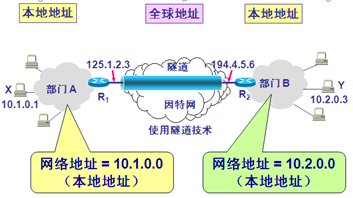 本地地址 全球地址 本地地址
125.1.2.3 隧道 194.4.5.6
X 部门 A R1 因特网 R2 部门 B Y
10.1.0.1 10.2.0.3
使用隧道技术
网络地址 = 10.1.0.0
（本地地址）
网络地址 = 10.2.0.0
（本地地址）